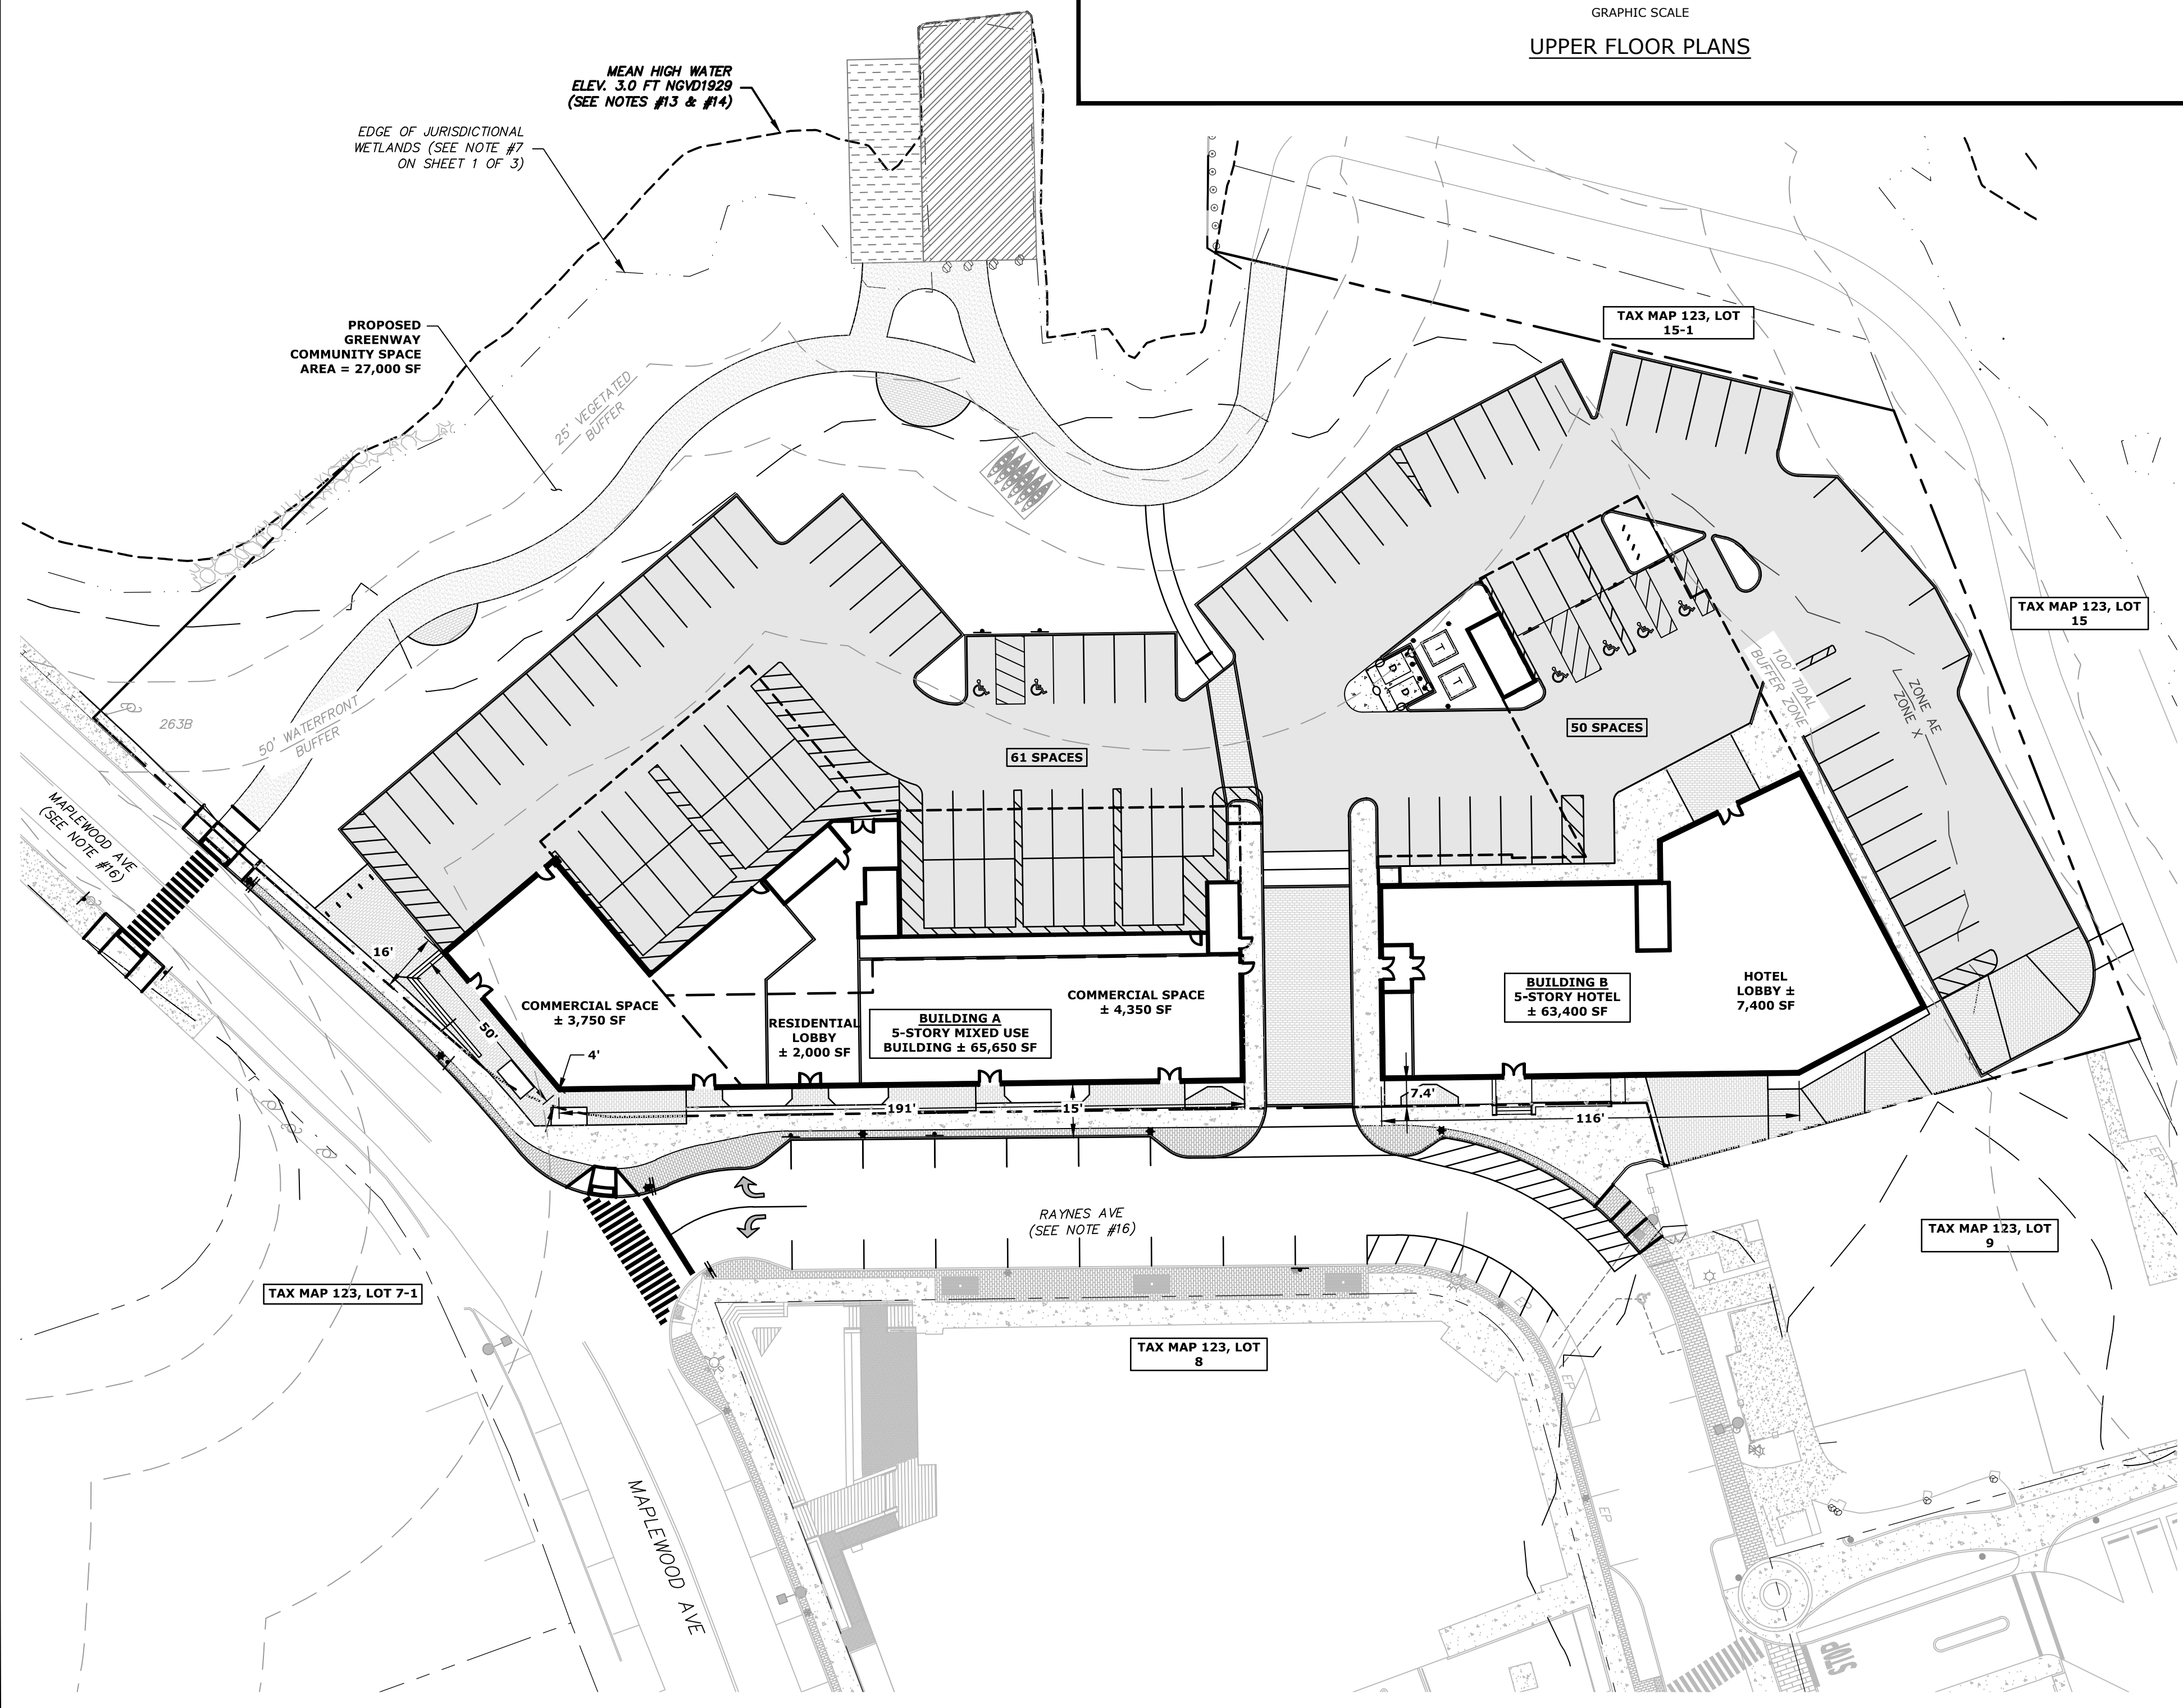 GRAPHIC SCALE
UPPER FLOOR PLANS
MEAN HIGH WATER
ELEV. 3.0 FT NGVD1929
(SEE NOTES #13 & #14)
EDGE OF JURISDICTIONAL
WETLANDS (SEE NOTE #7
ON SHEET 1 OF 3)
PROPOSED
GREENWAY
COMMUNITY SPACE
AREA = 27,000 SF
25' VEGETATED
BUFFER
TAX MAP 123, LOT
15-1
TAX MAP 123, LOT
15
T
T
D
D
100' TIDAL
BUFFER ZONE
ZONE AE
ZONE X
263B
50' WATERFRONT
BUFFER
61 SPACES
50 SPACES
MAPLEWOOD AVE
(SEE NOTE #16)
16'
50'
4'
COMMERCIAL SPACE
± 3,750 SF
RESIDENTIAL
LOBBY
± 2,000 SF
BUILDING A
5-STORY MIXED USE
BUILDING ± 65,650 SF
COMMERCIAL SPACE
± 4,350 SF
BUILDING B
5-STORY HOTEL
± 63,400 SF
HOTEL
LOBBY ±
7,400 SF
191'
15'
7.4'
116'
EP
RAYNES AVE
(SEE NOTE #16)
TAX MAP 123, LOT
9
TAX MAP 123, LOT 7-1
TAX MAP 123, LOT
8
EP
EP
EP
MAPLEWOOD AVE
STOP